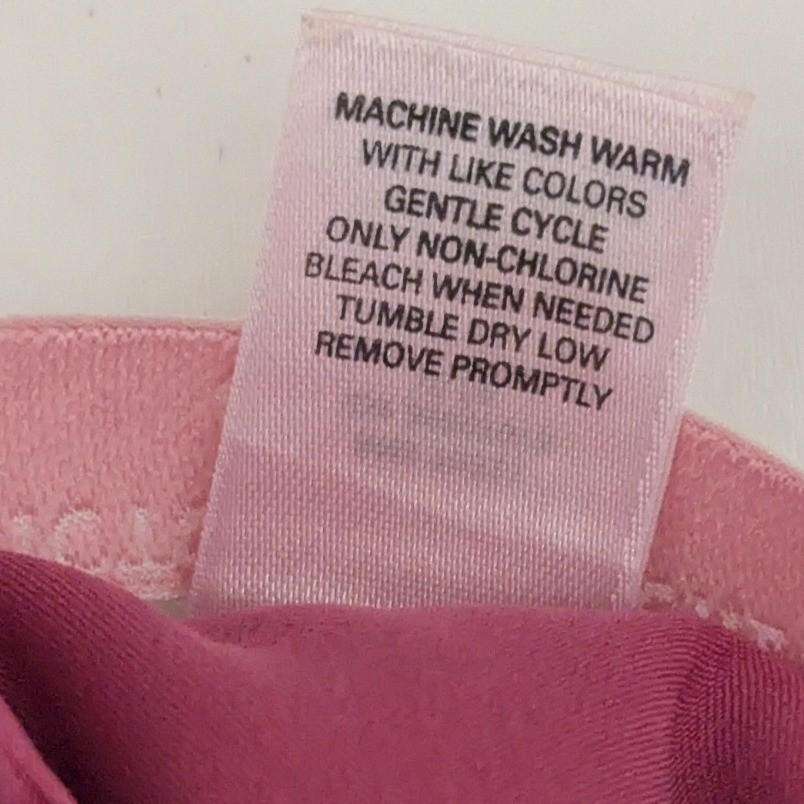 MACHINE WASH WARM
WITH LIKE COLORS
GENTLE CYCLE
ONLY NON-CHLORINE
BLEACH WHEN NEEDED
TUMBLE DRY LOW
REMOVE PROMPTLY